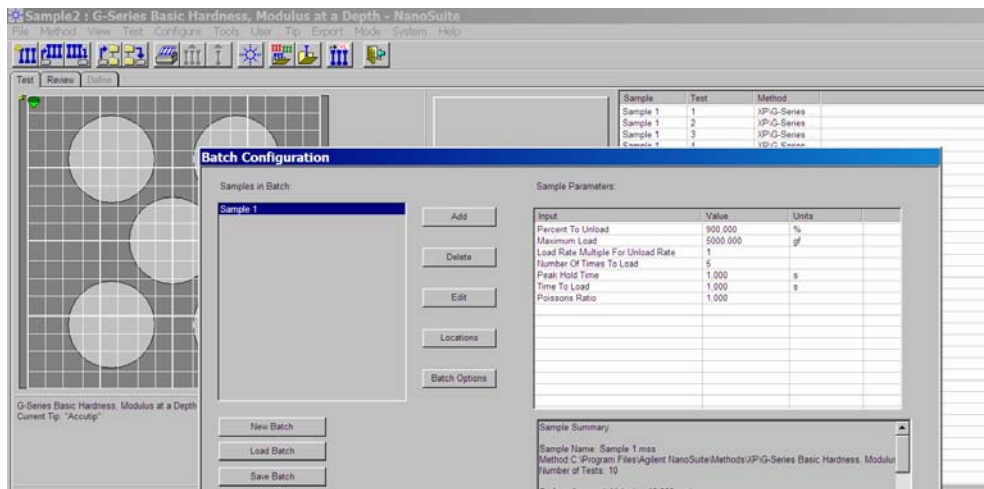 Sample2 : G-Series Basic Hardness, Modulus at a Depth - NanoSuite
File Method View Test Configure Tools User Tip Export Mode System Help
Test Review Define
Sample Test Method
Sample 1 1 XP\G-Series ...
Sample 1 2 XP\G-Series ...
Sample 1 3 XP\G-Series ...
Sample 1 4 XP\G-Series
Batch Configuration
Samples in Batch:
Sample 1
Add
Delete
Edit
Locations
Batch Options
Sample Parameters:
Input Value Units
Percent To Unload 900.000 %
Maximum Load 5000.000 gf
Load Rate Multiple For Unload Rate 1
Number Of Times To Load 5
Peak Hold Time 1.000 s
Time To Load 1.000 s
Poissons Ratio 1.000
G-Series Basic Hardness, Modulus at a Depth
Current Tip: "Accutip"
New Batch
Load Batch
Save Batch
Sample Summary:
Sample Name: Sample 1.mss
Method:C:\Program Files\Agilent NanoSuite\Methods\XP\G-Series Basic Hardness, Modulus
Number of Tests: 10